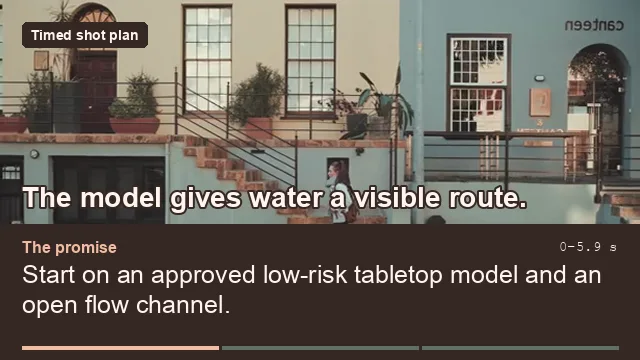 Timed shot plan
canteen
CANTEEN
The model gives water a visible route.
The promise
0–5.9 s
Start on an approved low-risk tabletop model and an
open flow channel.